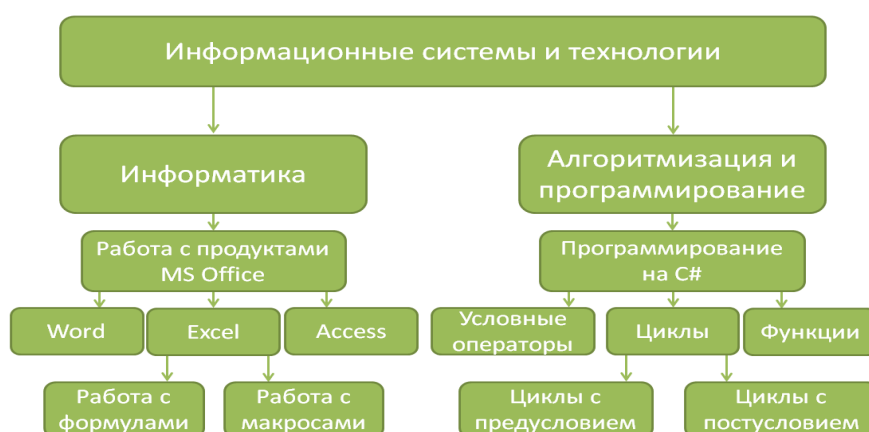 Информационные системы и технологии
Информатика
Алгоритмизация и
программирование
Работа с продуктами
MS Office
Программирование
на C#
Word
Excel
Access
Условные
операторы
Циклы
Функции
Работа с
формулами
Работа с
макросами
Циклы с
предусловием
Циклы с
постусловием